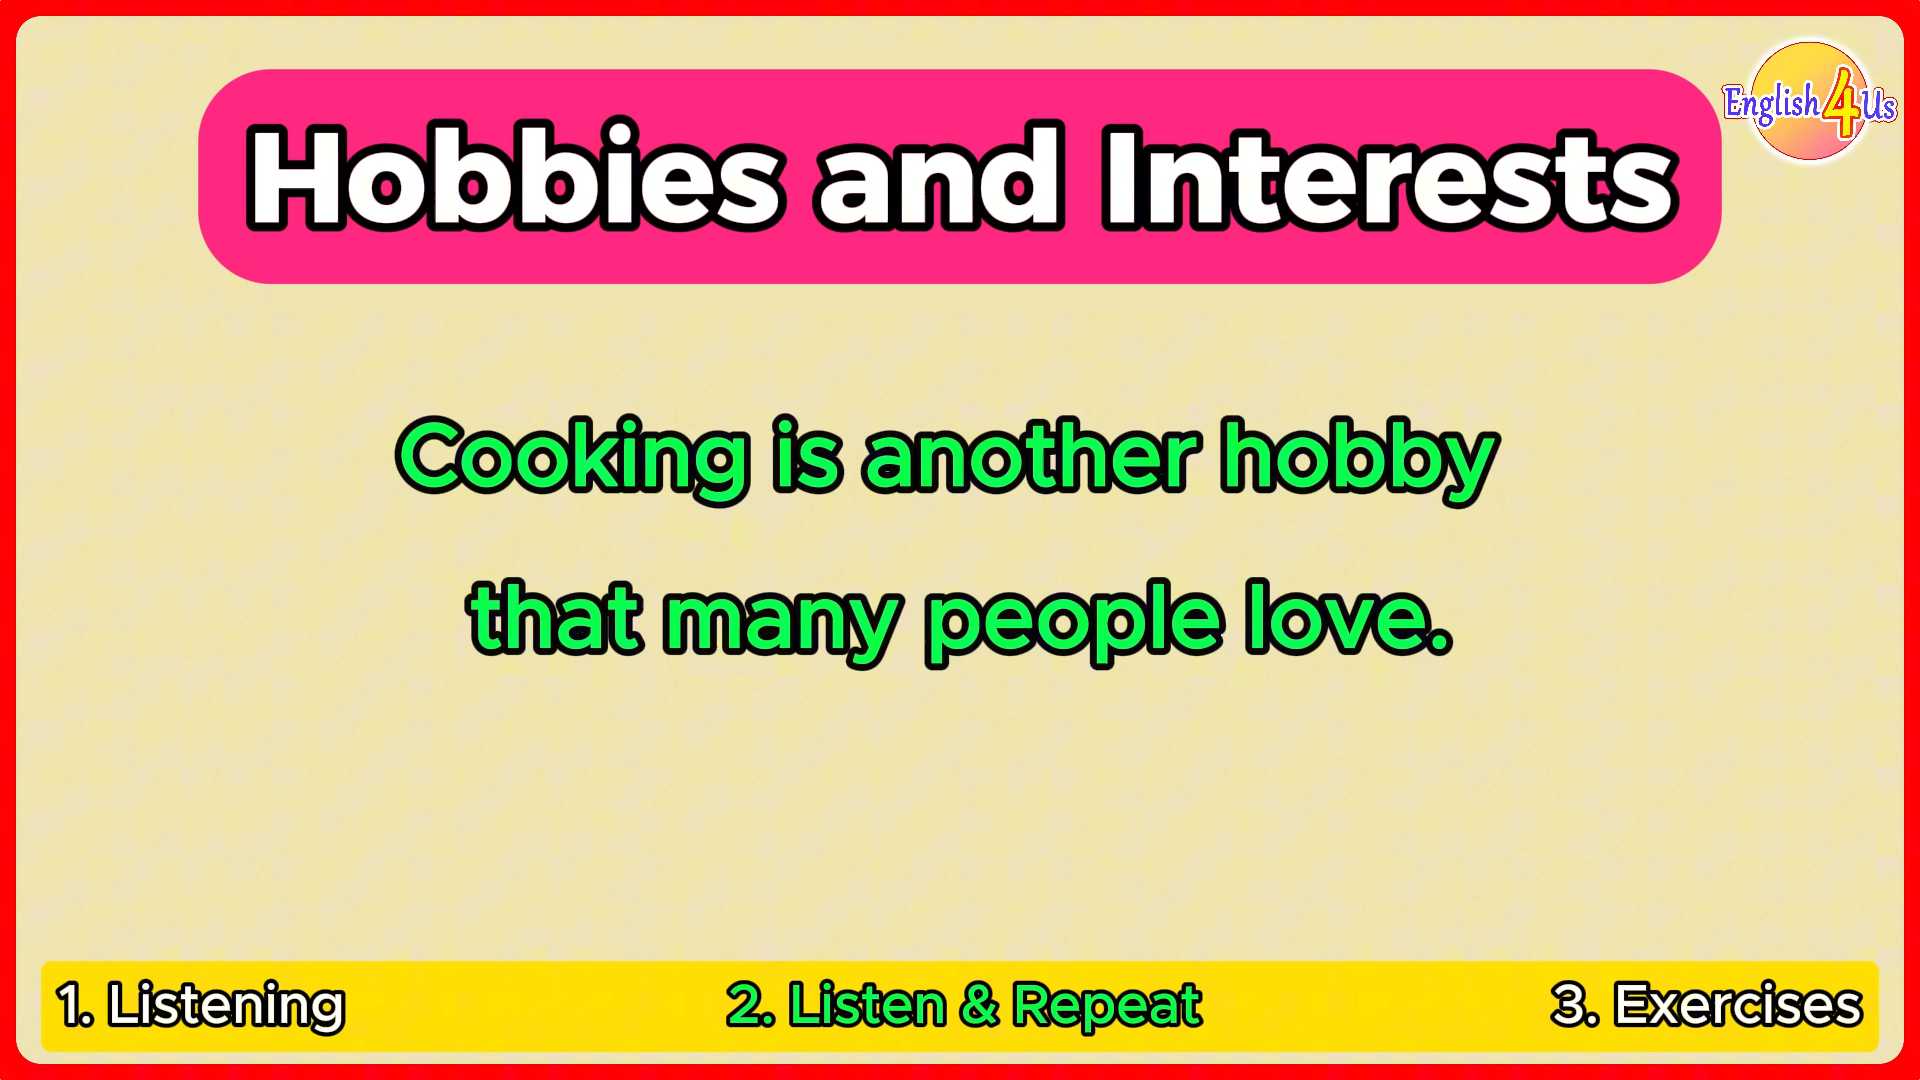 Hobbies and Interests
English4Us
Cooking is another hobby
that many people love.
1. Listening
2. Listen & Repeat
3. Exercises